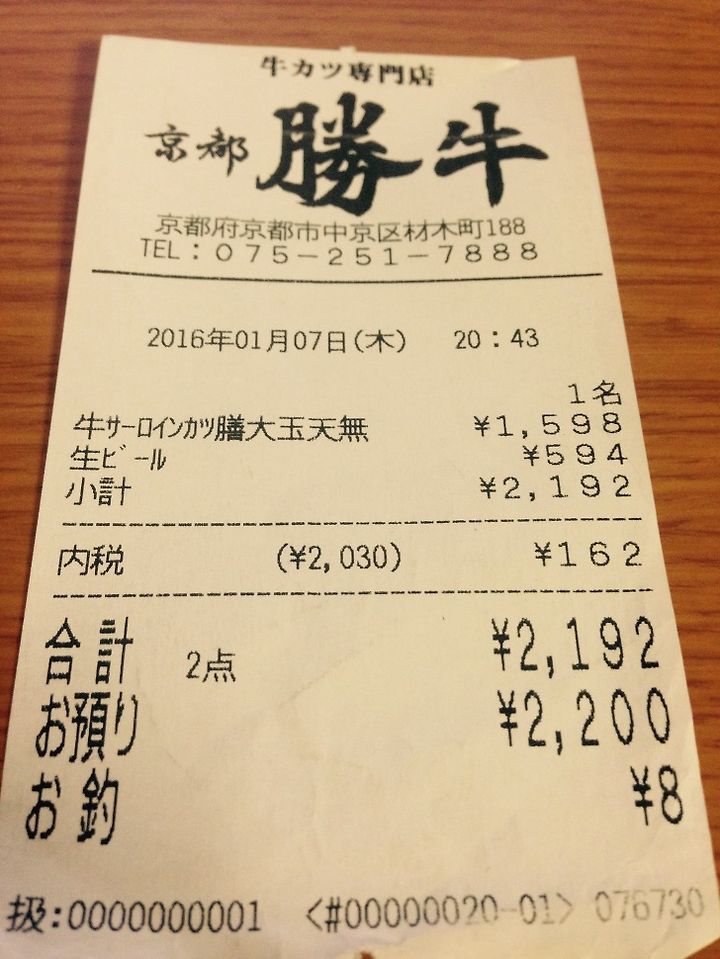 牛カツ専門店
京都 勝牛
京都府京都市中京区材木町188
TEL：075－251－7888
2016年01月07日(木) 20：43
1名
牛ｻｰﾛｲﾝｶﾂ膳大玉天無 ¥1,598
生ﾋﾞｰﾙ ¥594
小計 ¥2,192
内税 (¥2,030) ¥162
合計 2点 ¥2,192
お預り ¥2,200
お釣 ¥8
扱:0000000001 <#00000020-01> 076730